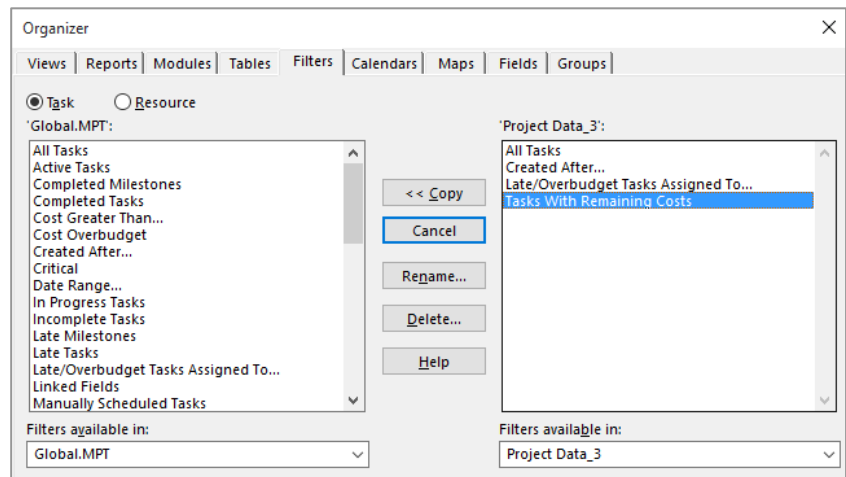 Organizer
Views Reports Modules Tables Filters Calendars Maps Fields Groups
Task Resource
'Global.MPT':
All Tasks
Active Tasks
Completed Milestones
Completed Tasks
Cost Greater Than...
Cost Overbudget
Created After...
Critical
Date Range...
In Progress Tasks
Incomplete Tasks
Late Milestones
Late Tasks
Late/Overbudget Tasks Assigned To...
Linked Fields
Manually Scheduled Tasks
Filters available in:
Global.MPT
<< Copy
Cancel
Rename...
Delete...
Help
'Project Data_3':
All Tasks
Created After...
Late/Overbudget Tasks Assigned To...
Tasks With Remaining Costs
Filters available in:
Project Data_3